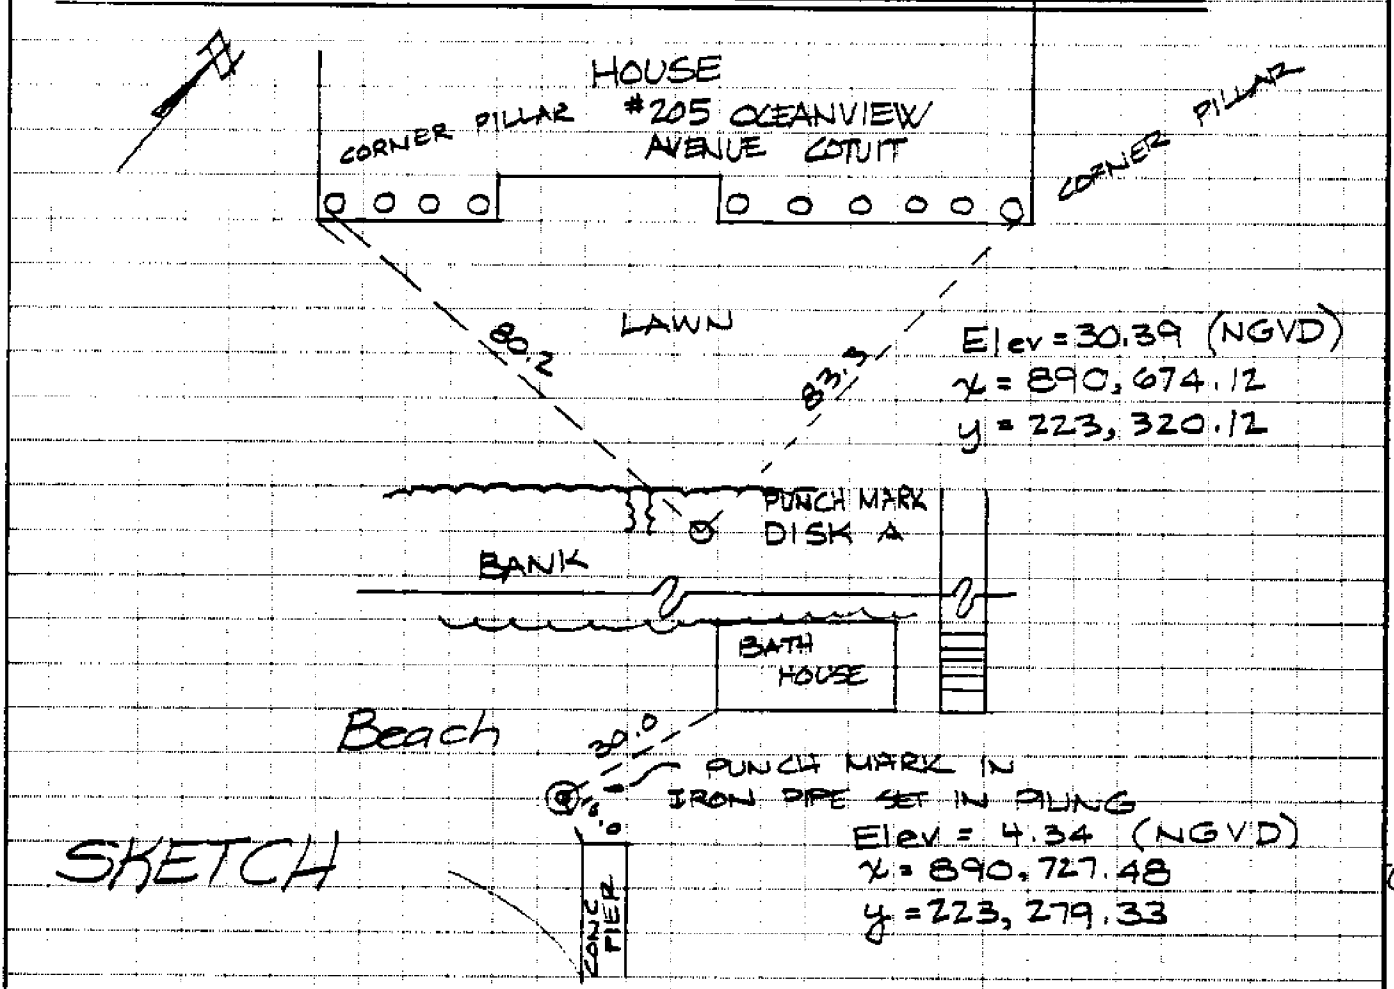 HOUSE
#205 OCEANVIEW
AVENUE COTUIT
CORNER PILLAR
CORNER PILLAR
LAWN
80.2
83.3
Elev = 30.39 (NGVD)
x = 890,674.12
y = 223,320.12
PUNCH MARK
DISK A
BANK
BATH
HOUSE
Beach
30.0
PUNCH MARK IN
IRON PIPE SET IN PILING
6.0
Elev = 4.34 (NGVD)
x = 890,727.48
y = 223,279.33
SKETCH
CONC
PIER